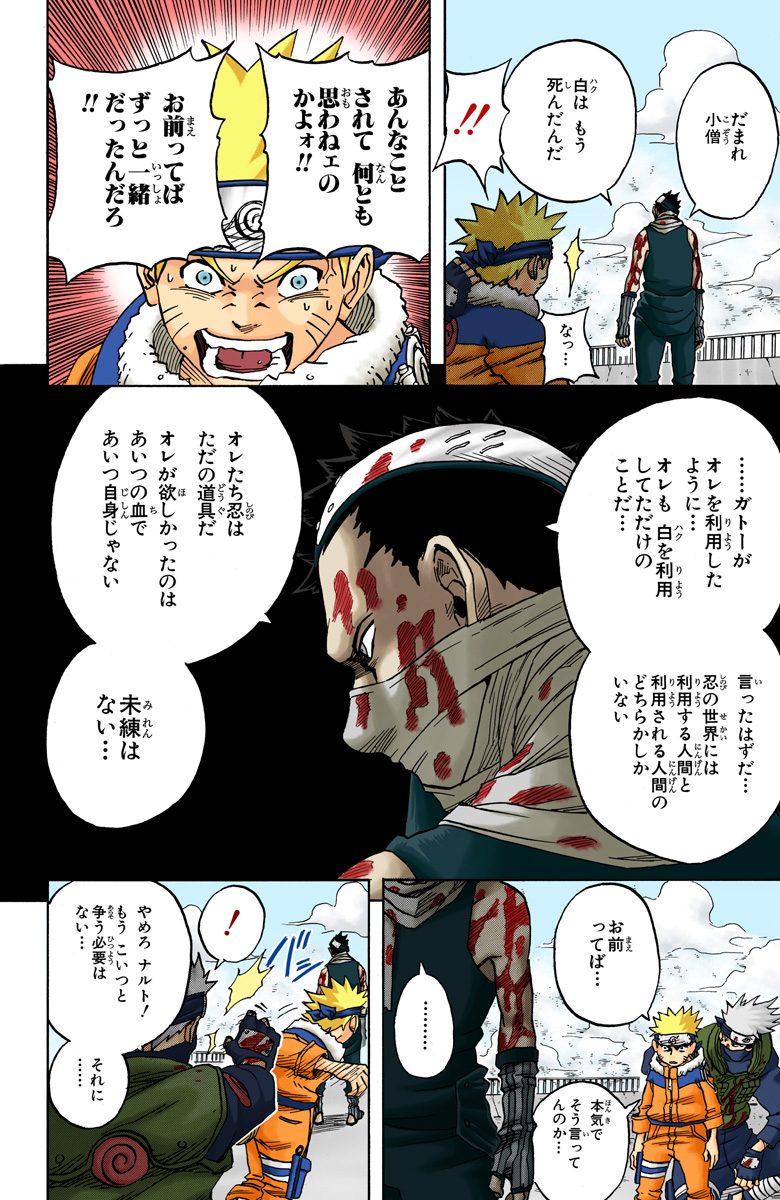 だまれ
小僧
白は もう
死んだんだ
!!
なっ…
あんなこと
されて 何とも
思わねェの
かよォ!!
お前ってば
ずっと一緒
だったんだろ
!!
……ガトーが
オレを利用した
ように…
オレも 白を利用
してただけの
ことだ…
言ったはずだ…
忍の世界には
利用する人間と
利用される人間の
どちらかしか
いない
オレたち忍は
ただの道具だ
オレが欲しかったのは
あいつの血で
あいつ自身じゃない
未練は
ない…
お前
ってば…
本気で
そう言って
んのか…
………
グッ
!
やめろ ナルト!
もう こいつと
争う必要は
ない…
…… それに